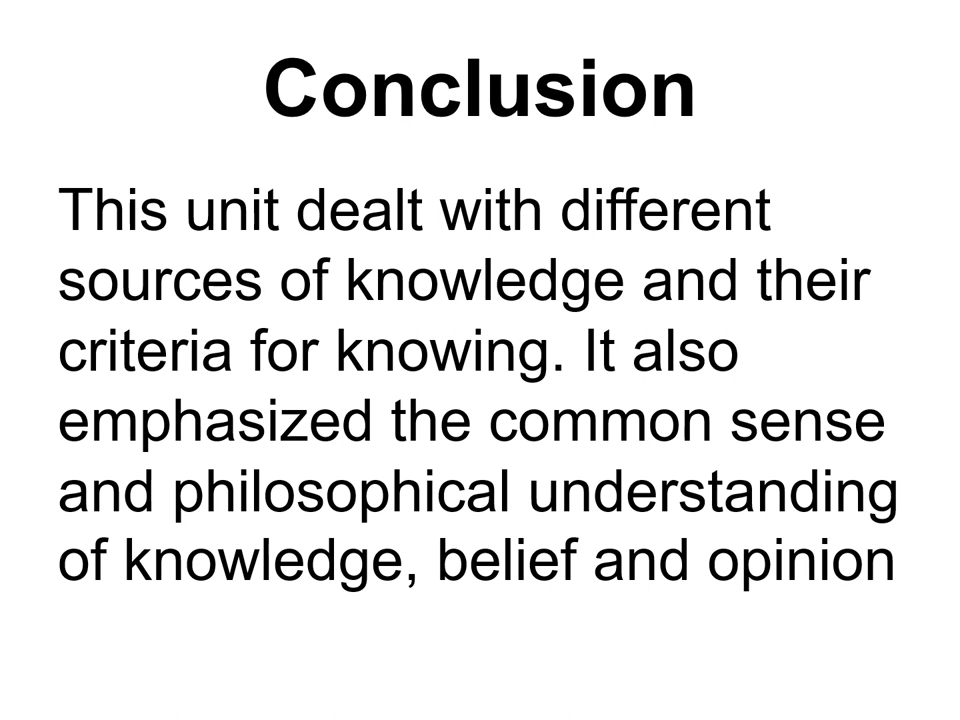 Conclusion
This unit dealt with different
sources of knowledge and their
criteria for knowing. It also
emphasized the common sense
and philosophical understanding
of knowledge, belief and opinion